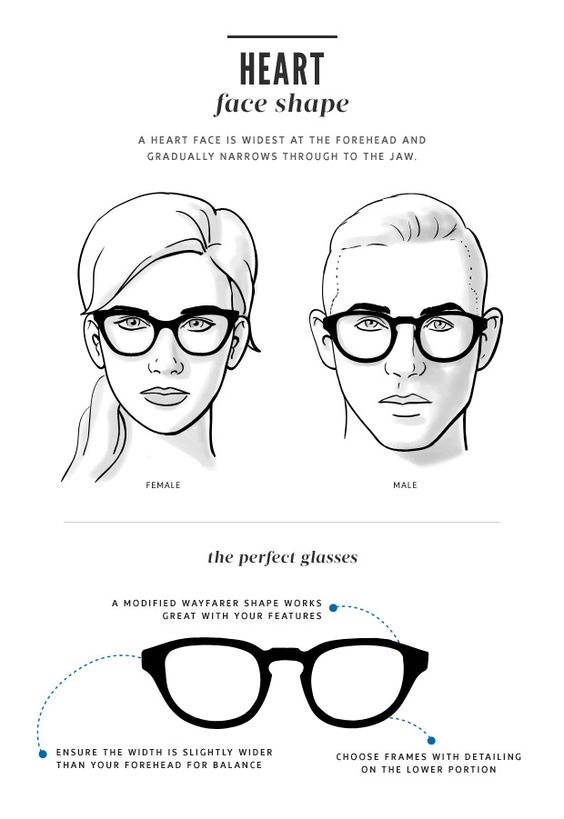 HEART
face shape
A HEART FACE IS WIDEST AT THE FOREHEAD AND
GRADUALLY NARROWS THROUGH TO THE JAW.
FEMALE
MALE
the perfect glasses
A MODIFIED WAYFARER SHAPE WORKS
GREAT WITH YOUR FEATURES
ENSURE THE WIDTH IS SLIGHTLY WIDER
THAN YOUR FOREHEAD FOR BALANCE
CHOOSE FRAMES WITH DETAILING
ON THE LOWER PORTION